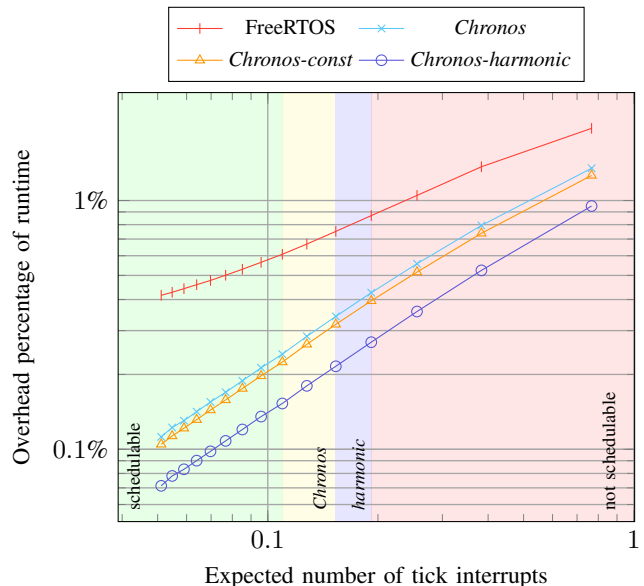 FreeRTOS Chronos
Chronos-const Chronos-harmonic
Overhead percentage of runtime
1%
0.1%
schedulable
Chronos
harmonic
not schedulable
0.1 1
Expected number of tick interrupts